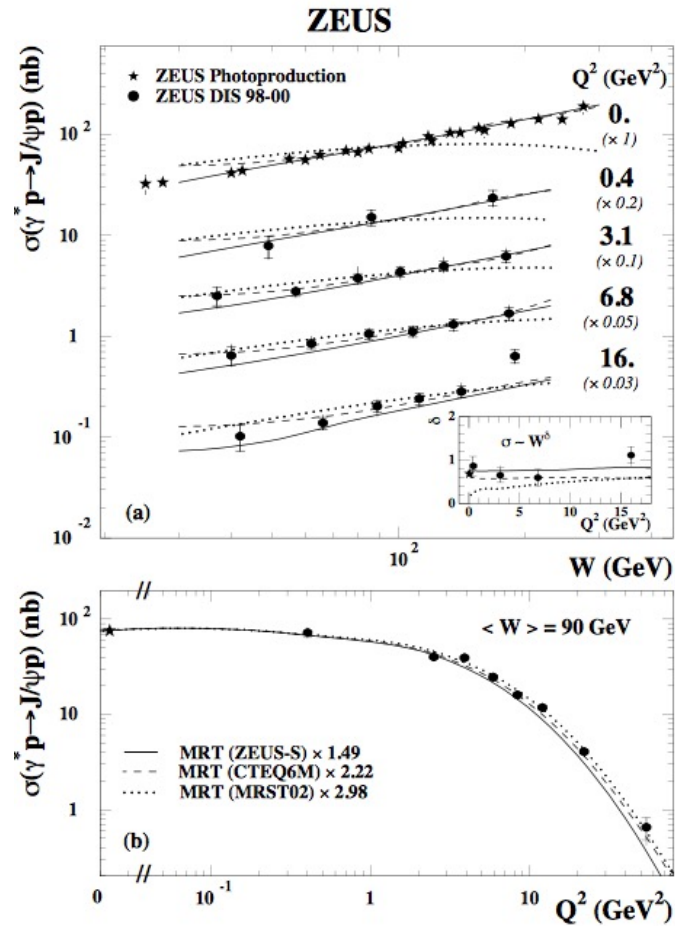 ZEUS
σ(γ* p→J/ψp) (nb)
★ ZEUS Photoproduction
● ZEUS DIS 98-00
Q² (GeV²)
0.
(× 1)
0.4
(× 0.2)
3.1
(× 0.1)
6.8
(× 0.05)
16.
(× 0.03)
10²
10
1
10⁻¹
10⁻²
(a)
δ
2
1
0
σ ~ W^δ
0 5 10 15
Q² (GeV²)
10²
W (GeV)
σ(γ* p→J/ψp) (nb)
10²
10
1
< W > = 90 GeV
MRT (ZEUS-S) × 1.49
MRT (CTEQ6M) × 2.22
MRT (MRST02) × 2.98
(b)
0 10⁻¹ 1 10
Q² (GeV²)